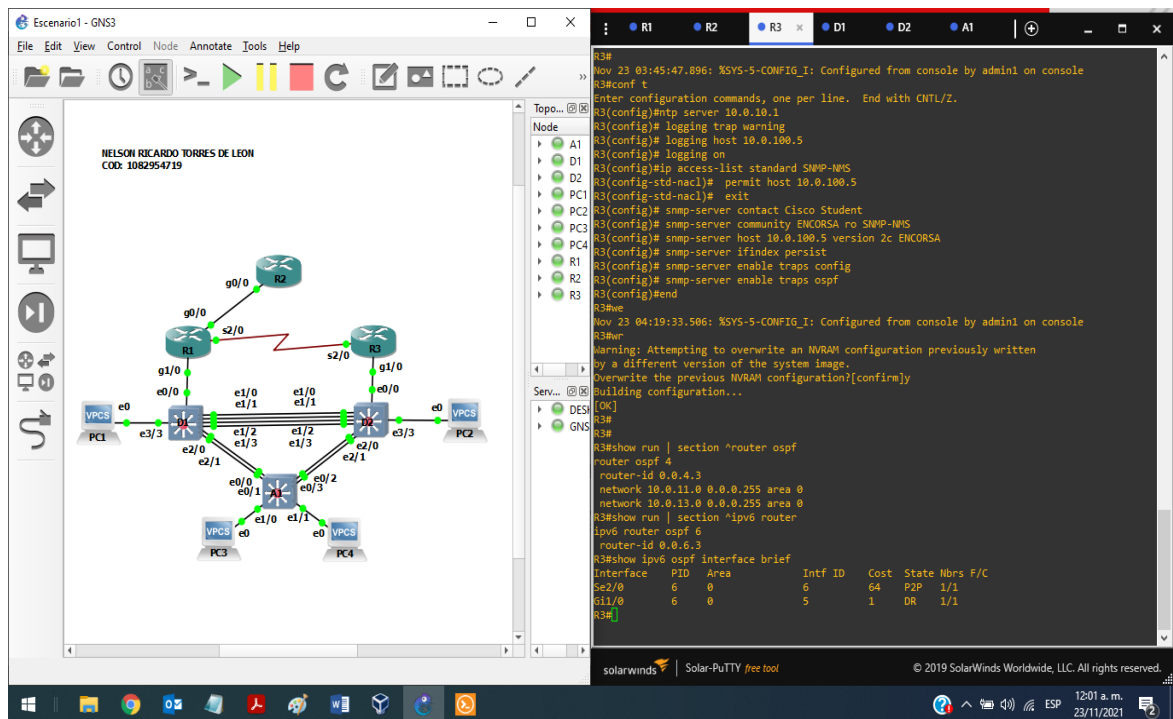 Escenario1 - GNS3
File Edit View Control Node Annotate Tools Help
NELSON RICARDO TORRES DE LEON
COD: 1082954719
R2
g0/0
g0/0
s2/0
R1
s2/0
R3
g1/0
g1/0
e0/0
e1/0
e1/0
e0/0
e1/1
e1/1
VPCS
e0
D1
D2
e0
VPCS
PC1
e3/3
e1/2
e1/2
e3/3
PC2
e1/3
e1/3
e2/0
e2/0
e2/1
e2/1
e0/0
e0/2
e0/1
e0/3
A1
e1/0
e1/1
VPCS
e0
e0
VPCS
PC3
PC4
Topo...
Node
A1
D1
D2
PC1
PC2
PC3
PC4
R1
R2
R3
Serv...
DESK
GNS
R1 R2 R3 D1 D2 A1
R3#
Nov 23 03:45:47.896: %SYS-5-CONFIG_I: Configured from console by admin1 on console
R3#conf t
Enter configuration commands, one per line. End with CNTL/Z.
R3(config)#ntp server 10.0.10.1
R3(config)# logging trap warning
R3(config)# logging host 10.0.100.5
R3(config)# logging on
R3(config)#ip access-list standard SNMP-NMS
R3(config-std-nacl)# permit host 10.0.100.5
R3(config-std-nacl)# exit
R3(config)# snmp-server contact Cisco Student
R3(config)# snmp-server community ENCORSA ro SNMP-NMS
R3(config)# snmp-server host 10.0.100.5 version 2c ENCORSA
R3(config)# snmp-server ifindex persist
R3(config)# snmp-server enable traps config
R3(config)# snmp-server enable traps ospf
R3(config)#end
R3#we
Nov 23 04:19:33.506: %SYS-5-CONFIG_I: Configured from console by admin1 on console
R3#wr
Warning: Attempting to overwrite an NVRAM configuration previously written
by a different version of the system image.
Overwrite the previous NVRAM configuration?[confirm]y
Building configuration...
[OK]
R3#
R3#
R3#show run | section ^router ospf
router ospf 4
router-id 0.0.4.3
network 10.0.11.0 0.0.0.255 area 0
network 10.0.13.0 0.0.0.255 area 0
R3#show run | section ^ipv6 router
ipv6 router ospf 6
router-id 0.0.6.3
R3#show ipv6 ospf interface brief
Interface PID Area Intf ID Cost State Nbrs F/C
Se2/0 6 0 6 64 P2P 1/1
Gi1/0 6 0 5 1 DR 1/1
R3#
solarwinds Solar-PuTTY free tool © 2019 SolarWinds Worldwide, LLC. All rights reserved.
ESP
12:01 a. m.
23/11/2021
2